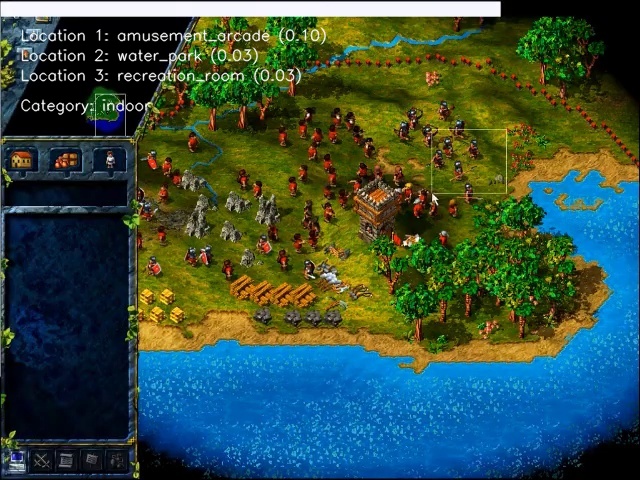 Location 1: amusement_arcade (0.10)
Location 2: water_park (0.03)
Location 3: recreation_room (0.03)
Category: indoor